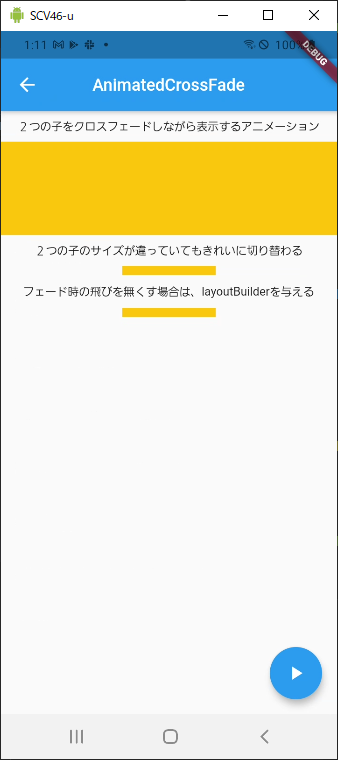 SCV46-u
1:11
100%
DEBUG
AnimatedCrossFade
２つの子をクロスフェードしながら表示するアニメーション
２つの子のサイズが違っていてもきれいに切り替わる
フェード時の飛びを無くす場合は、layoutBuilderを与える